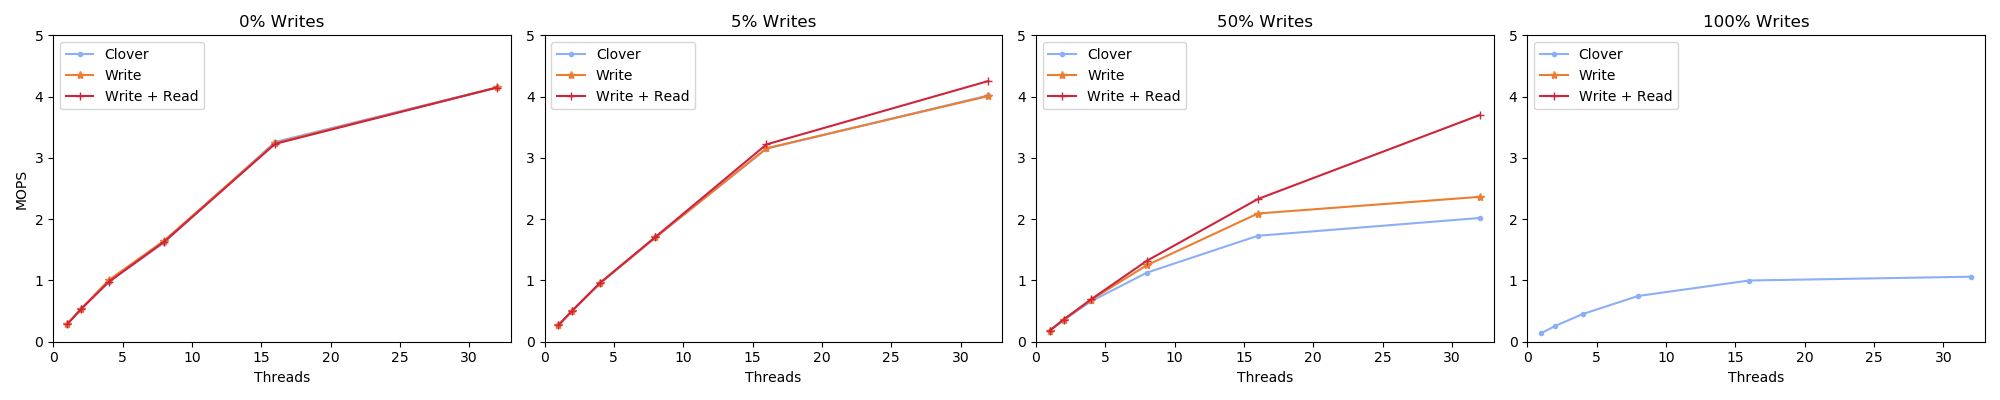 0% Writes
5
4
3
2
1
0
MOPS
Clover
Write
Write + Read
0 5 10 15 20 25 30
Threads
5% Writes
5
4
3
2
1
0
Clover
Write
Write + Read
0 5 10 15 20 25 30
Threads
50% Writes
5
4
3
2
1
0
Clover
Write
Write + Read
0 5 10 15 20 25 30
Threads
100% Writes
5
4
3
2
1
0
Clover
Write
Write + Read
0 5 10 15 20 25 30
Threads